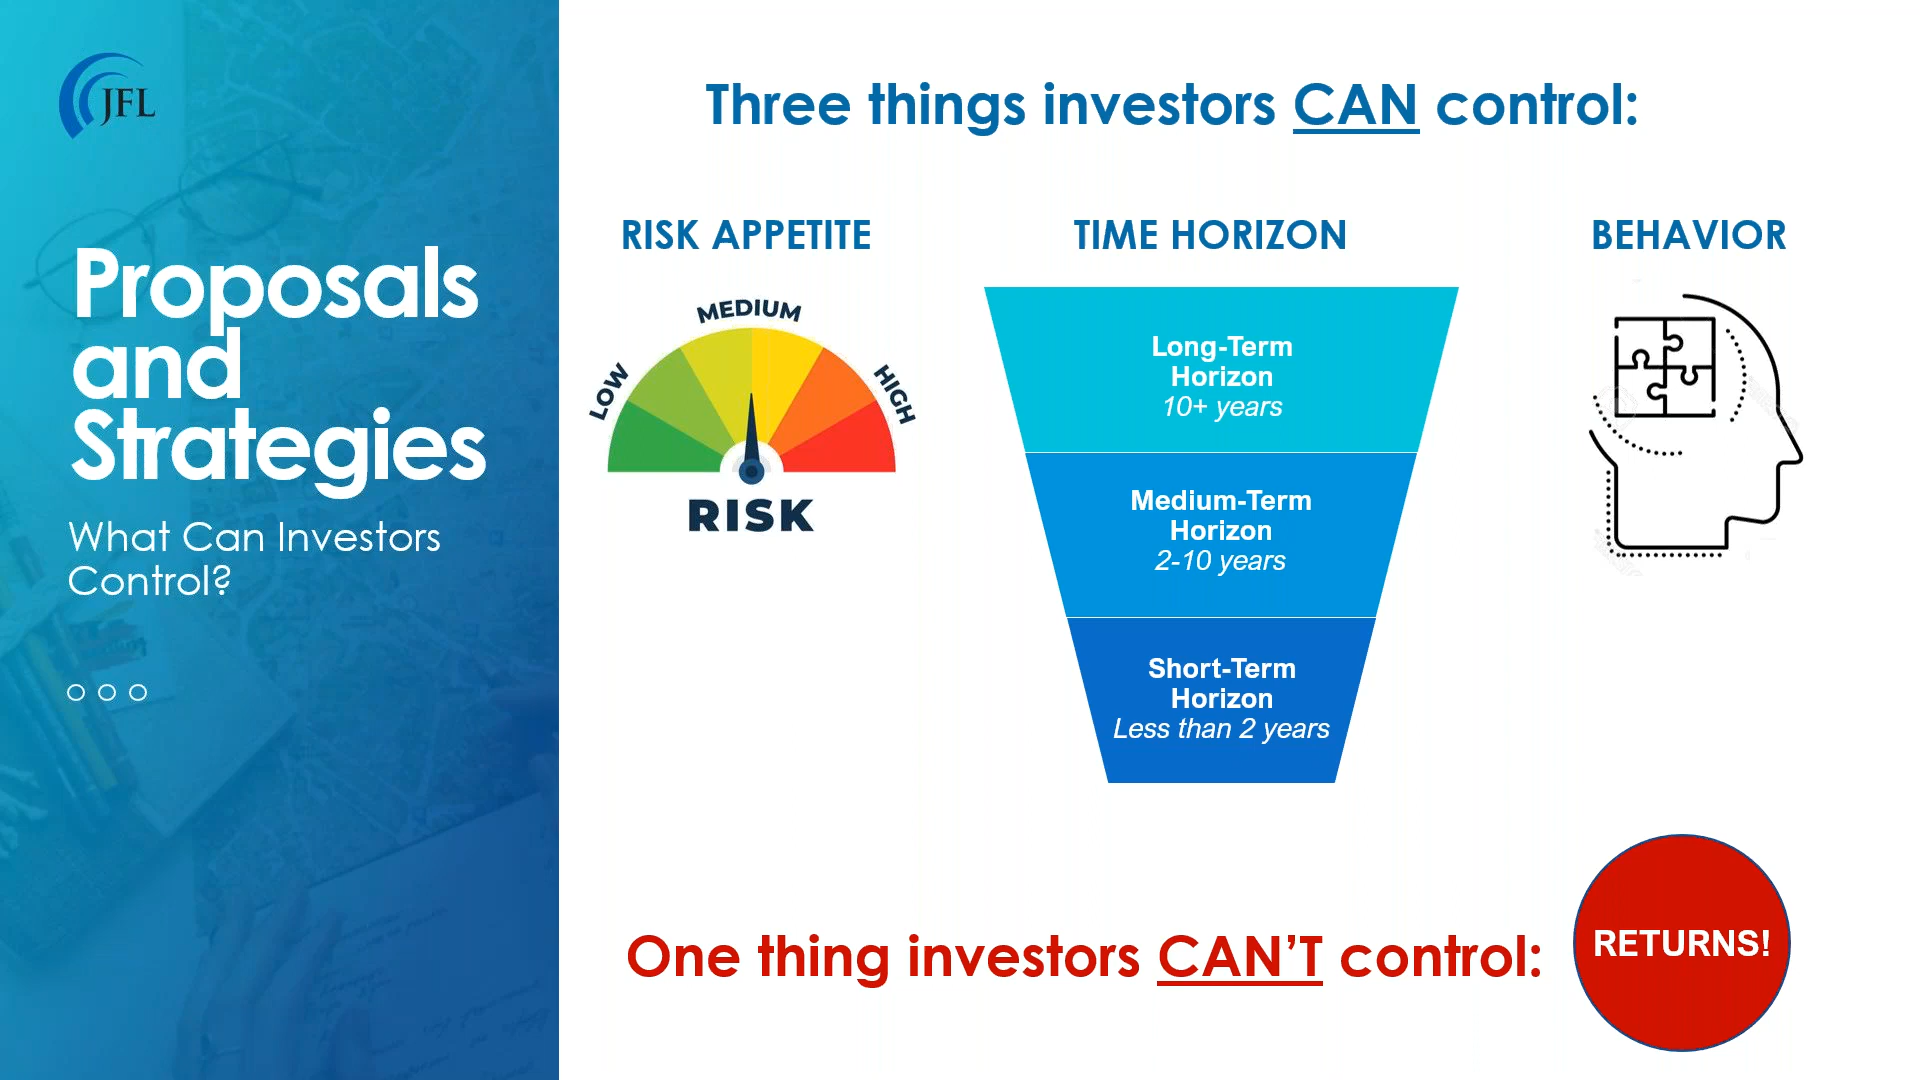 JFL
Proposals
and
Strategies
What Can Investors
Control?
Three things investors CAN control:
RISK APPETITE
LOW
MEDIUM
HIGH
RISK
TIME HORIZON
Long-Term
Horizon
10+ years
Medium-Term
Horizon
2-10 years
Short-Term
Horizon
Less than 2 years
BEHAVIOR
One thing investors CAN’T control:
RETURNS!